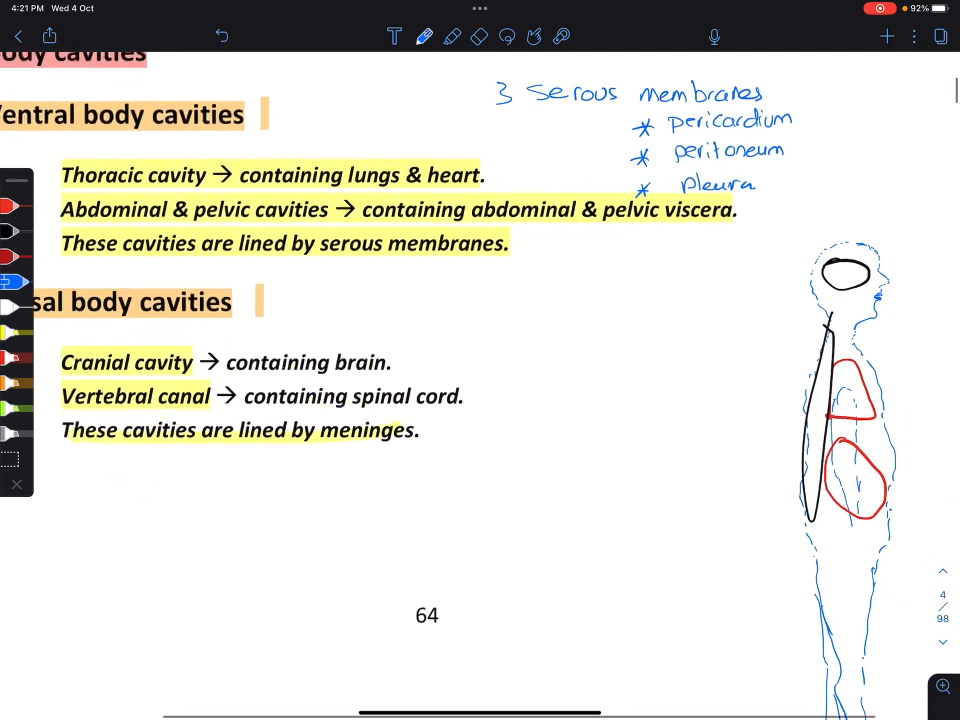 4:21 PM Wed 4 Oct
92%
ody cavities
entral body cavities
3 serous membranes
* pericardium
* peritoneum
* pleura
Thoracic cavity → containing lungs & heart.
Abdominal & pelvic cavities → containing abdominal & pelvic viscera.
These cavities are lined by serous membranes.
sal body cavities
Cranial cavity → containing brain.
Vertebral canal → containing spinal cord.
These cavities are lined by meninges.
64
4
/
98